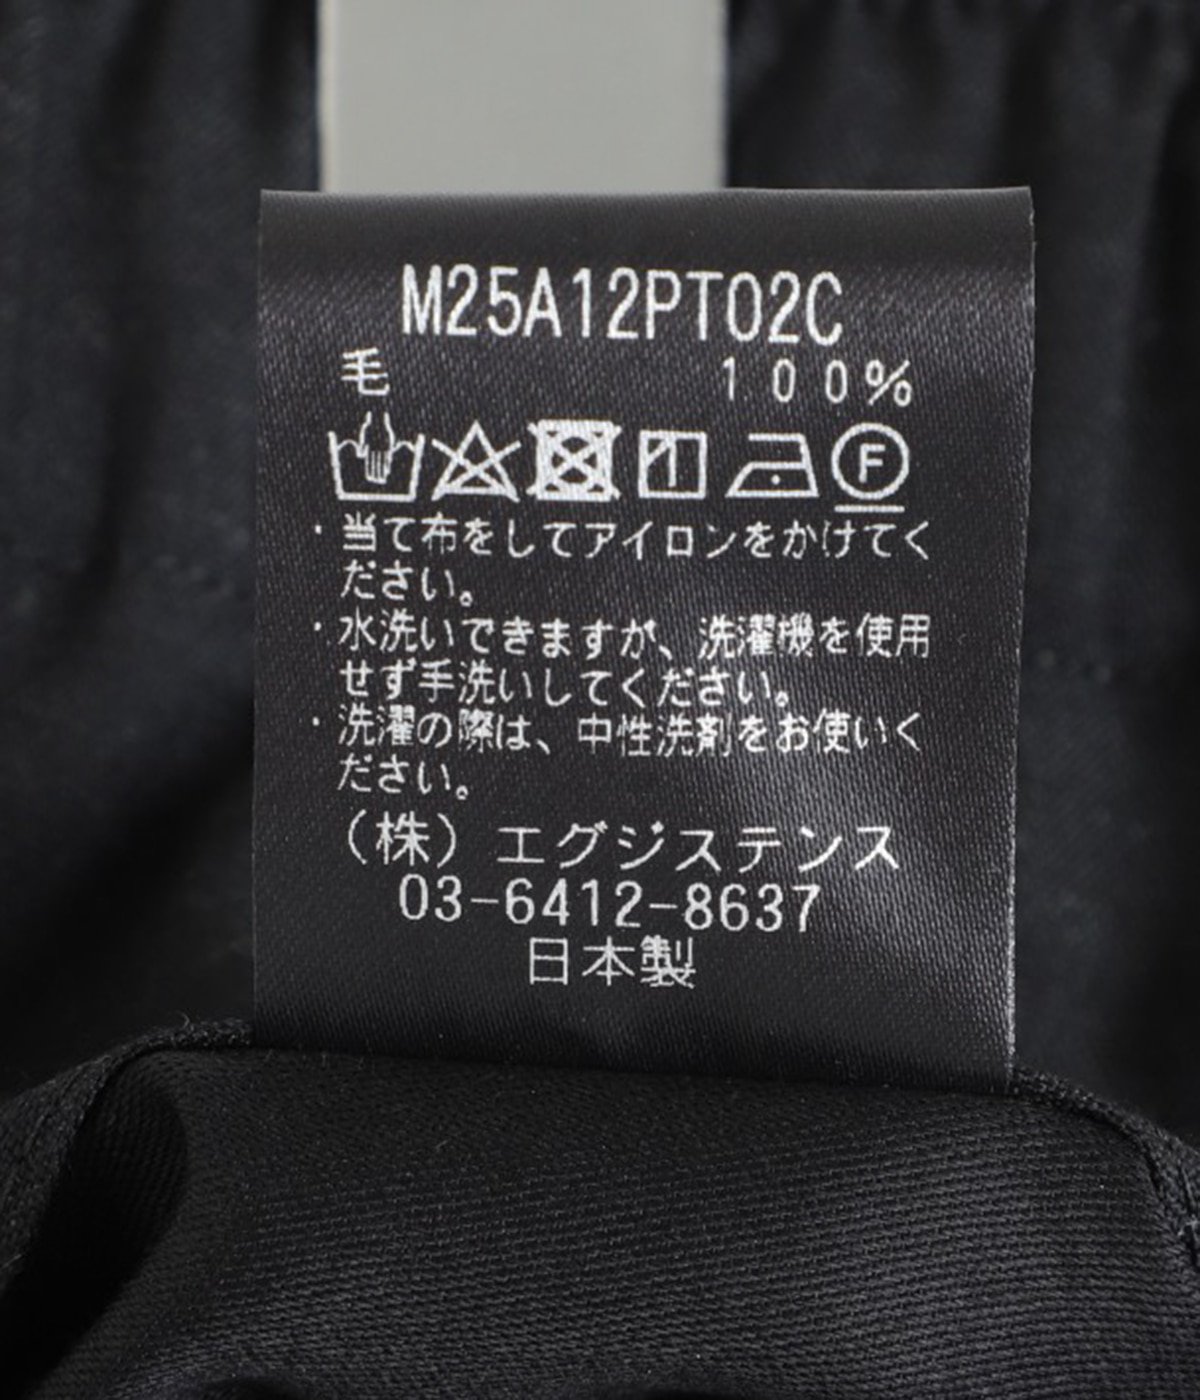 M25A12PT02C
毛 100%
F
・当て布をしてアイロンをかけてく
ださい。
・水洗いできますが、洗濯機を使用
せず手洗いしてください。
・洗濯の際は、中性洗剤をお使いく
ださい。
(株) エグジステンス
03-6412-8637
日本製